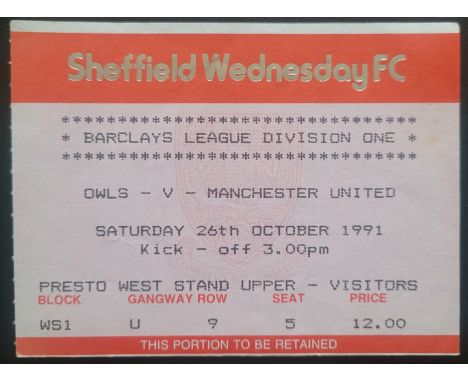 Sheffield Wednesday FC
************************************
* BARCLAYS LEAGUE DIVISION ONE *
************************************
OWLS - V - MANCHESTER UNITED
SATURDAY 26th OCTOBER 1991
Kick - off 3.00pm
PRESTO WEST STAND UPPER - VISITORS
BLOCK GANGWAY ROW SEAT PRICE
WS1 U 9 5 12.00
THIS PORTION TO BE RETAINED